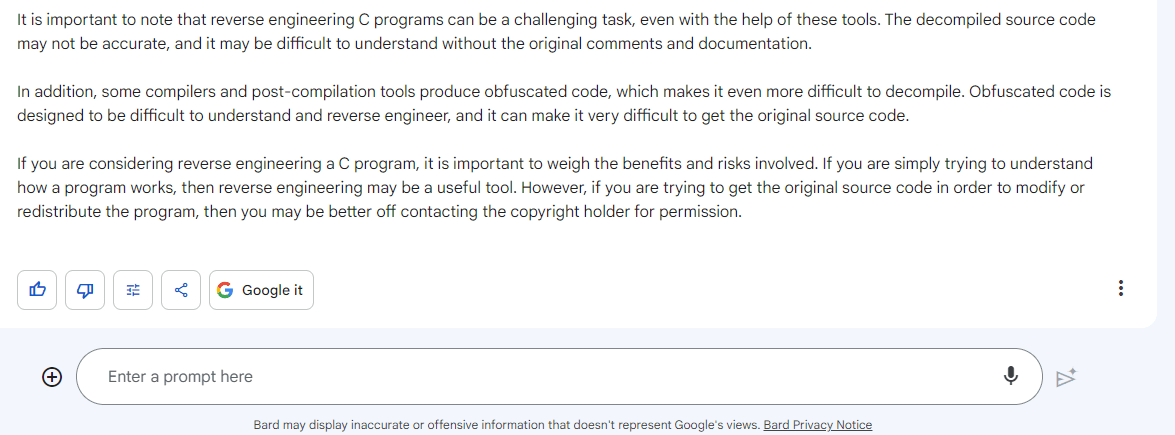 It is important to note that reverse engineering C programs can be a challenging task, even with the help of these tools. The decompiled source code
may not be accurate, and it may be difficult to understand without the original comments and documentation.
In addition, some compilers and post-compilation tools produce obfuscated code, which makes it even more difficult to decompile. Obfuscated code is
designed to be difficult to understand and reverse engineer, and it can make it very difficult to get the original source code.
If you are considering reverse engineering a C program, it is important to weigh the benefits and risks involved. If you are simply trying to understand
how a program works, then reverse engineering may be a useful tool. However, if you are trying to get the original source code in order to modify or
redistribute the program, then you may be better off contacting the copyright holder for permission.
Google it
Enter a prompt here
Bard may display inaccurate or offensive information that doesn't represent Google's views. Bard Privacy Notice